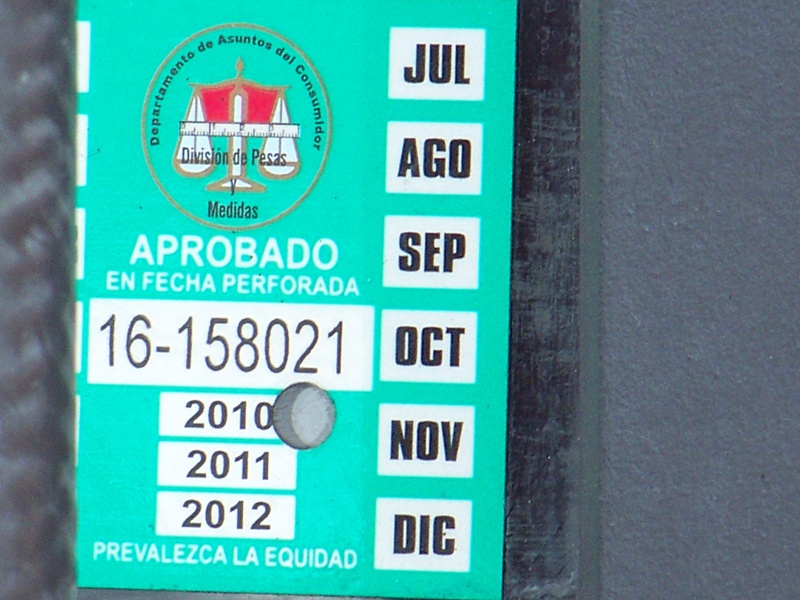 Departamento de Asuntos del Consumidor
División de Pesas
y
Medidas
APROBADO
EN FECHA PERFORADA
16-158021
2010
2011
2012
PREVALEZCA LA EQUIDAD
JUL
AGO
SEP
OCT
NOV
DIC